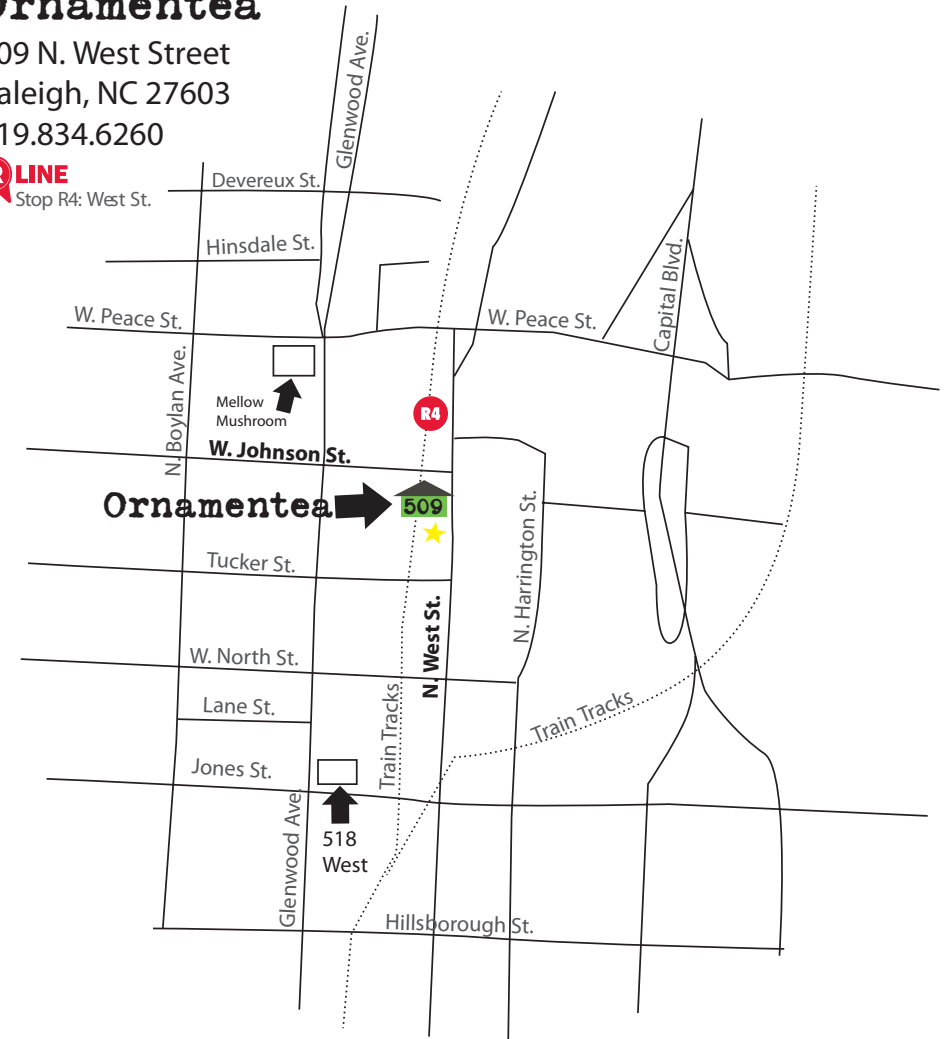 Ornamentea
09 N. West Street
aleigh, NC 27603
19.834.6260
R LINE
Stop R4: West St.
Glenwood Ave.
Devereux St.
Hinsdale St.
W. Peace St.
W. Peace St.
Capital Blvd.
N. Boylan Ave.
Mellow
Mushroom
R4
W. Johnson St.
Ornamentea
509
N. Harrington St.
Tucker St.
N. West St.
W. North St.
Lane St.
Train Tracks
Train Tracks
Jones St.
Glenwood Ave.
518
West
Hillsborough St.